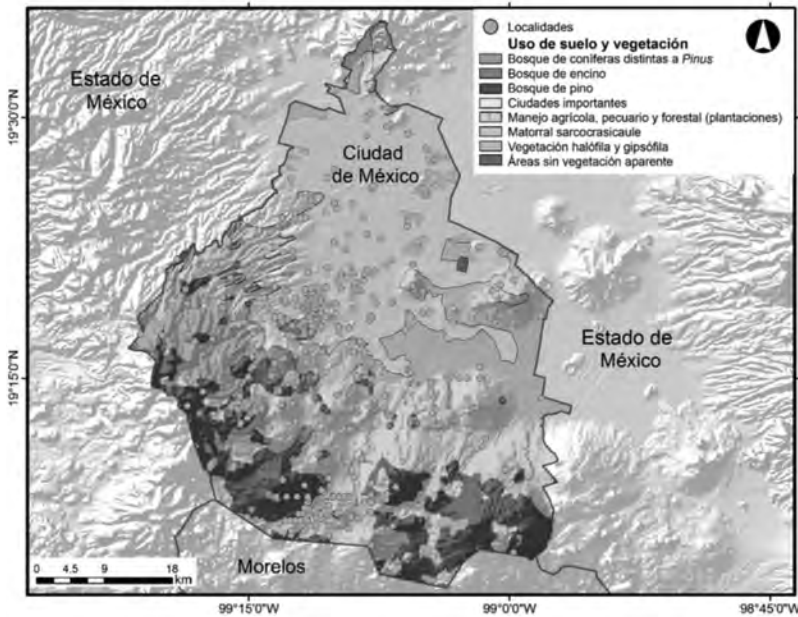 Localidades
Uso de suelo y vegetación
Bosque de coníferas distintas a Pinus
Bosque de encino
Bosque de pino
Ciudades importantes
Manejo agrícola, pecuario y forestal (plantaciones)
Matorral sarcocrasicaule
Vegetación halófila y gipsófila
Áreas sin vegetación aparente
Estado de
México
Ciudad
de México
Estado de
México
Morelos
19°30'0"N
19°15'0"N
0 4.5 9 18
km
99°15'0"W
99°0'0"W
98°45'0"W